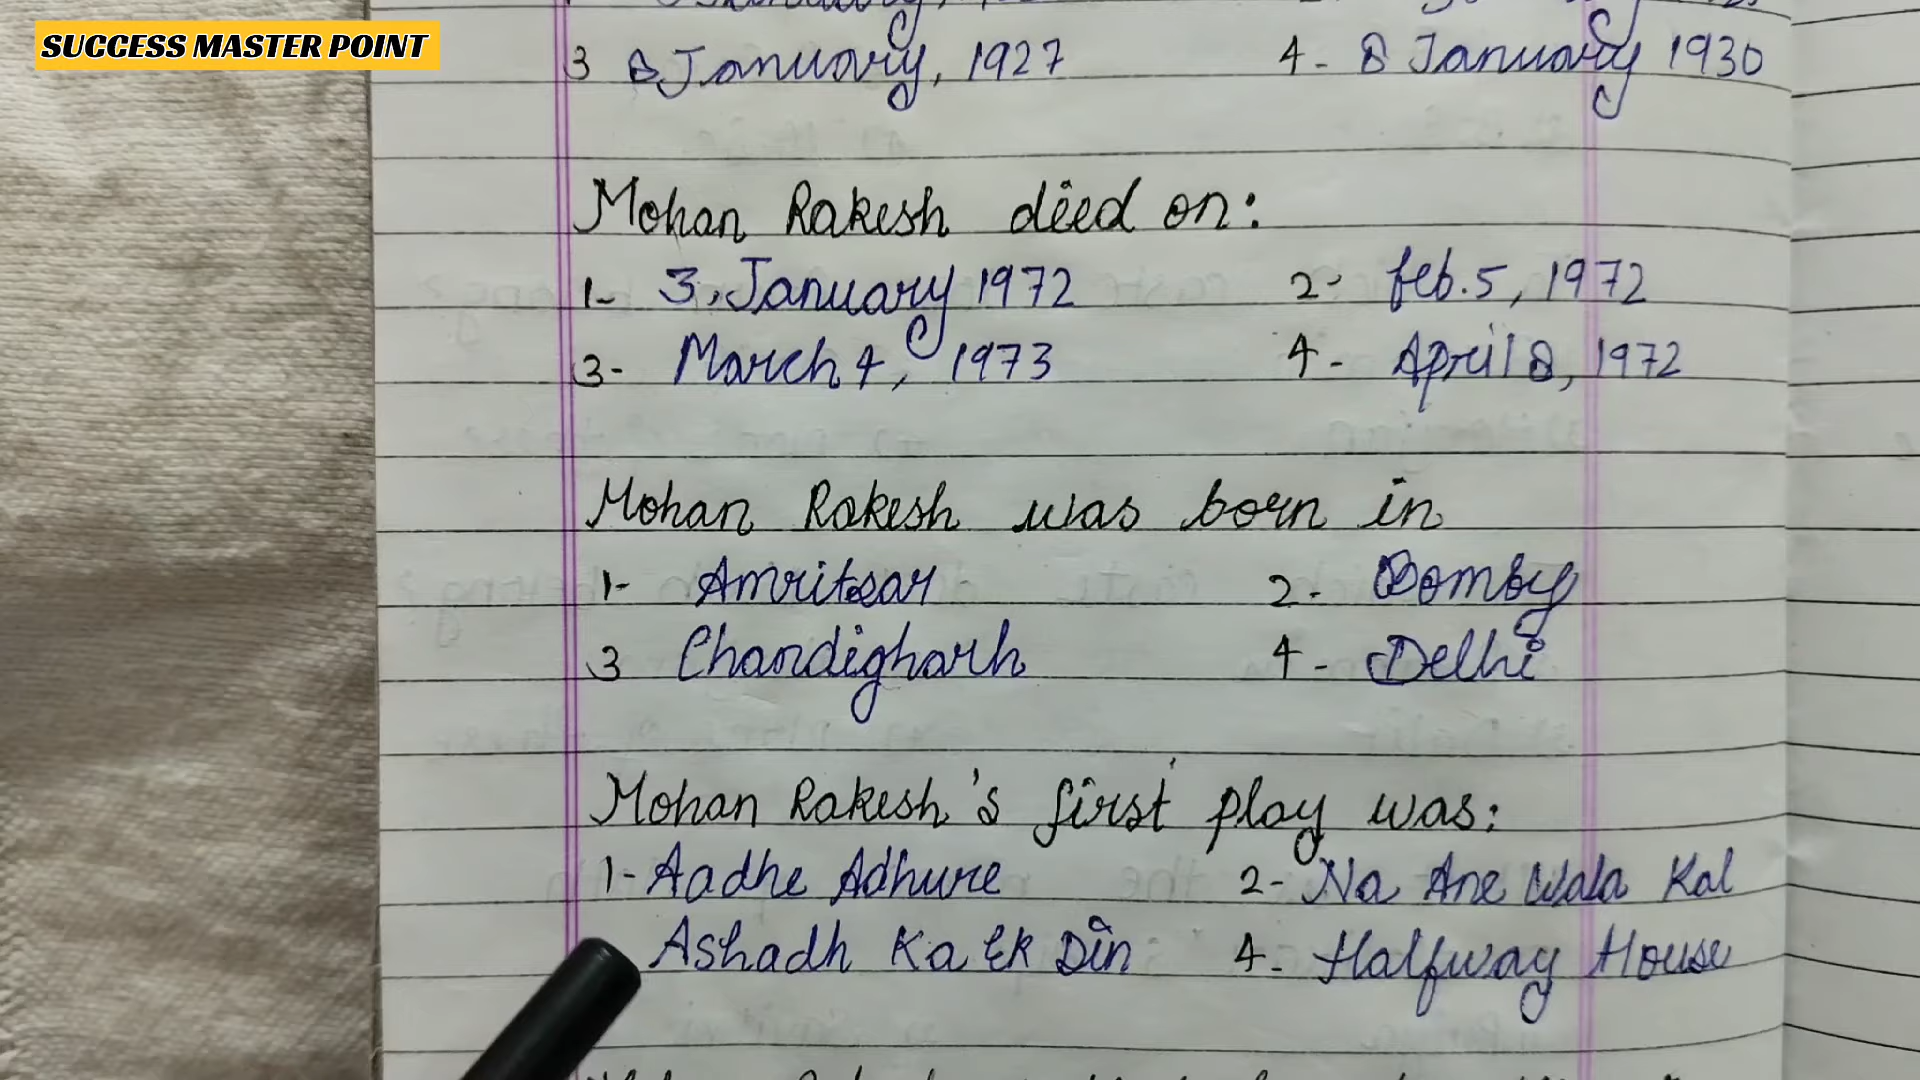 SUCCESS MASTER POINT
3 8 January, 1927 4- 8 January 1930
Mohan Rakesh died on:
1- 3, January 1972 2- feb. 5, 1972
3- March 4, 1973 4- April 8, 1972
Mohan Rakesh was born in
1- Amritsar 2- Bomby
3 Chandigharh 4- Delhi
Mohan Rakesh's first play was:
1- Aadhe Adhure 2- Na Ane Wala Kal
Ashadh Ka Ek Din 4- Halfway House